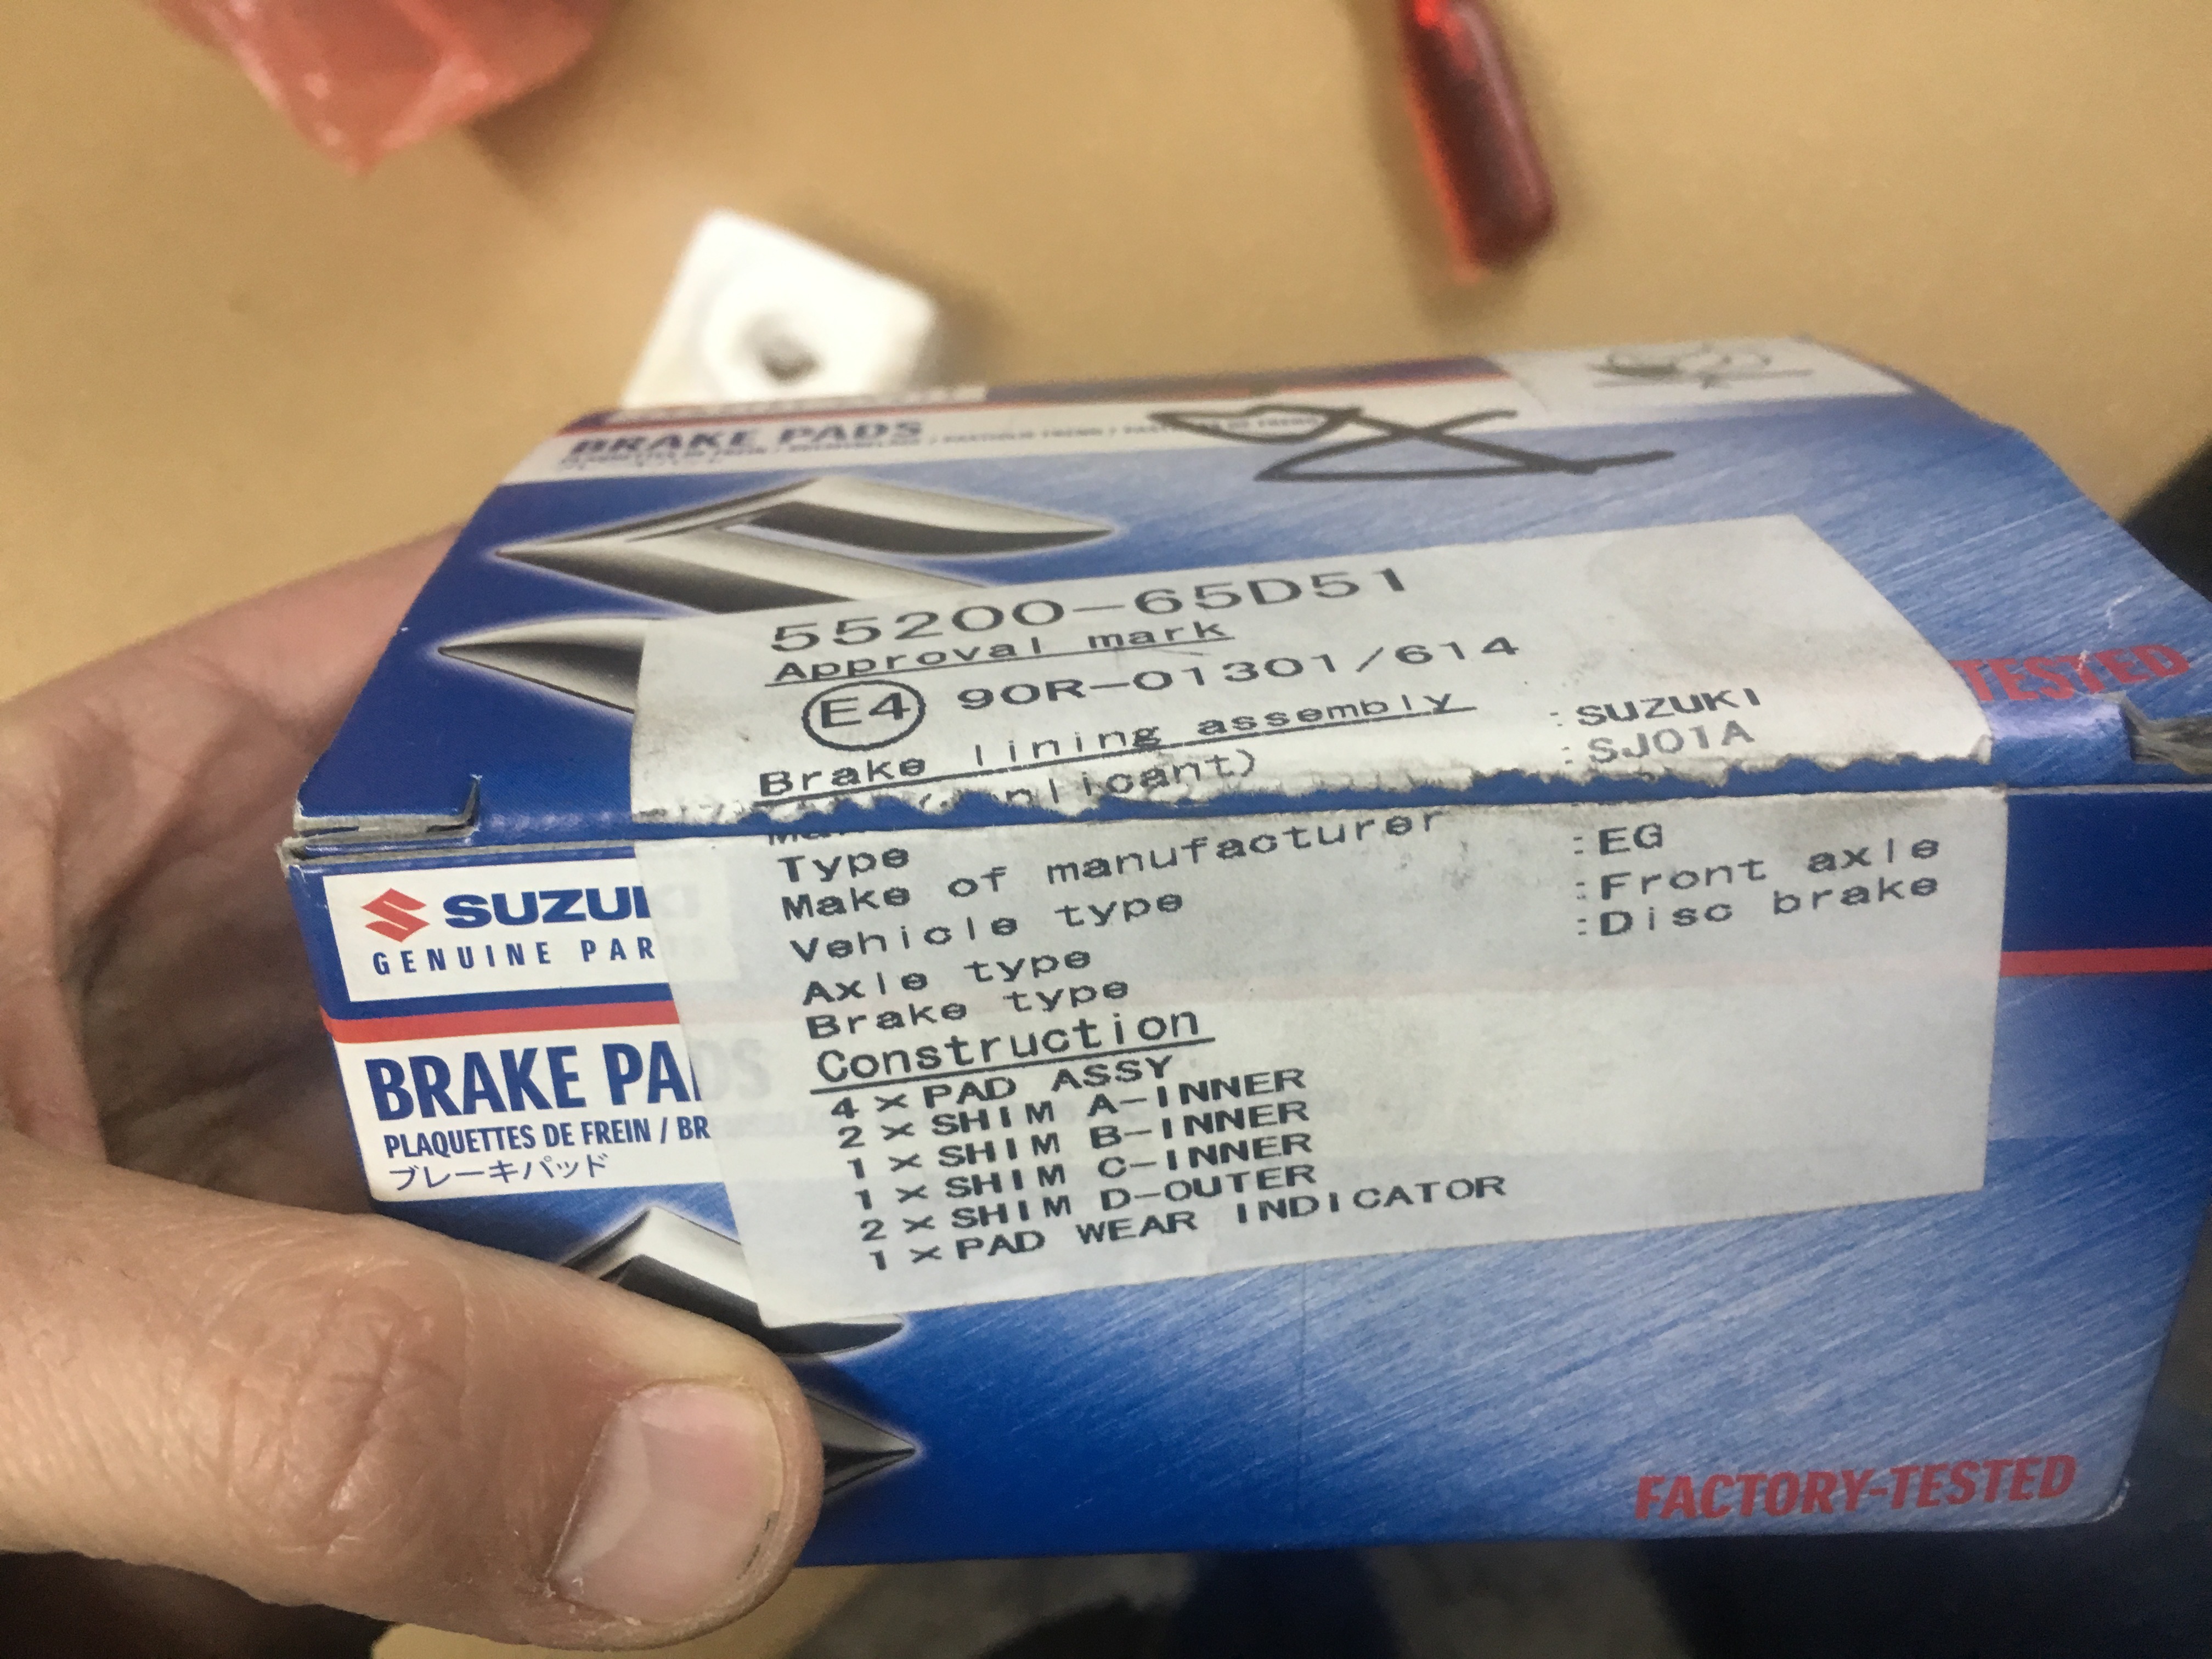 BRAKE PADS
55200-65D51
Approval mark
E4 90R-01301/614
Brake lining assembly
:SUZUKI
:SJ01A
TESTED
Type
Make of manufacturer :EG
Vehicle type :Front axle
Axle type :Disc brake
Brake type
Construction
4 × PAD ASSY
2 × SHIM A-INNER
1 × SHIM B-INNER
1 × SHIM C-INNER
2 × SHIM D-OUTER
1 × PAD WEAR INDICATOR
SUZUKI
GENUINE PAR
BRAKE PADS
PLAQUETTES DE FREIN / BR
ブレーキパッド
FACTORY-TESTED